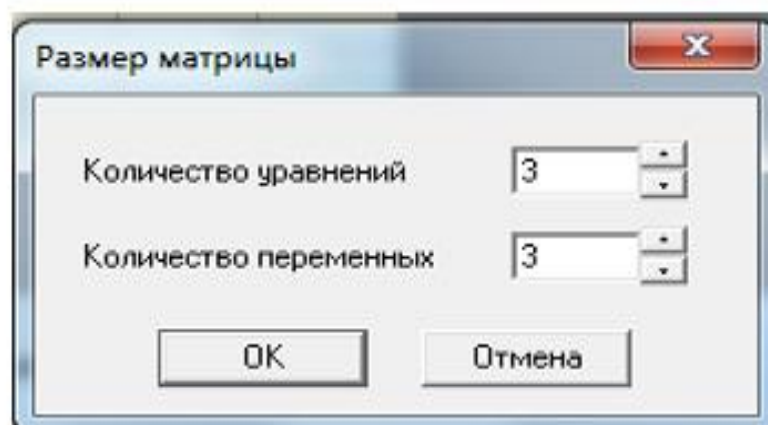 Размер матрицы
Количество уравнений 3
Количество переменных 3
OK Отмена